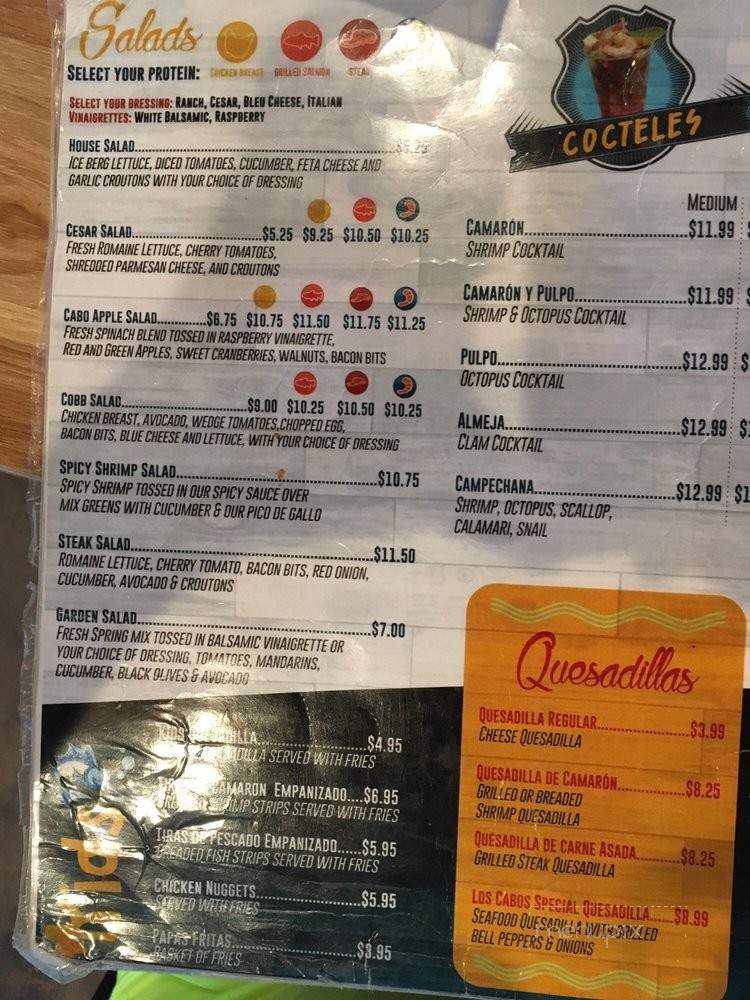 Salads
SELECT YOUR PROTEIN: CHICKEN BREAST GRILLED SALMON STEAK
SELECT YOUR DRESSING: RANCH, CESAR, BLEU CHEESE, ITALIAN
VINAIGRETTES: WHITE BALSAMIC, RASPBERRY
HOUSE SALAD...$5.25
ICE BERG LETTUCE, DICED TOMATOES, CUCUMBER, FETA CHEESE AND
GARLIC CROUTONS WITH YOUR CHOICE OF DRESSING
CESAR SALAD...$5.25 $9.25 $10.50 $10.25
FRESH ROMAINE LETTUCE, CHERRY TOMATOES,
SHREDDED PARMESAN CHEESE, AND CROUTONS
CABO APPLE SALAD...$6.75 $10.75 $11.50 $11.75 $11.25
FRESH SPINACH BLEND TOSSED IN RASPBERRY VINAIGRETTE,
RED AND GREEN APPLES, SWEET CRANBERRIES, WALNUTS, BACON BITS
COBB SALAD...$9.00 $10.25 $10.50 $10.25
CHICKEN BREAST, AVOCADO, WEDGE TOMATOES,CHOPPED EGG,
BACON BITS, BLUE CHEESE AND LETTUCE, WITH YOUR CHOICE OF DRESSING
SPICY SHRIMP SALAD...$10.75
SPICY SHRIMP TOSSED IN OUR SPICY SAUCE OVER
MIX GREENS WITH CUCUMBER & OUR PICO DE GALLO
STEAK SALAD...$11.50
ROMAINE LETTUCE, CHERRY TOMATO, BACON BITS, RED ONION,
CUCUMBER, AVOCADO & CROUTONS
GARDEN SALAD...$7.00
FRESH SPRING MIX TOSSED IN BALSAMIC VINAIGRETTE OR
YOUR CHOICE OF DRESSING, TOMATOES, MANDARINS,
CUCUMBER, BLACK OLIVES & AVOCADO
Kids
...$4.95
SERVED WITH FRIES
CAMARON EMPANIZADO....$6.95
SHRIMP STRIPS SERVED WITH FRIES
TIRAS DE PESCADO EMPANIZADO......$5.95
BREADED FISH STRIPS SERVED WITH FRIES
CHICKEN NUGGETS...$5.95
SERVED WITH FRIES
PAPAS FRITAS...$3.95
BASKET OF FRIES
COCTELES
MEDIUM
CAMARÓN...$11.99
SHRIMP COCKTAIL
CAMARÓN Y PULPO...$11.99
SHRIMP & OCTOPUS COCKTAIL
PULPO...$12.99
OCTOPUS COCKTAIL
ALMEJA...$12.99
CLAM COCKTAIL
CAMPECHANA...$12.99
SHRIMP, OCTOPUS, SCALLOP,
CALAMARI, SNAIL
Quesadillas
QUESADILLA REGULAR...$3.99
CHEESE QUESADILLA
QUESADILLA DE CAMARÓN...$8.25
GRILLED OR BREADED
SHRIMP QUESADILLA
QUESADILLA DE CARNE ASADA...$8.25
GRILLED STEAK QUESADILLA
LOS CABOS SPECIAL QUESADILLA......$8.99
SEAFOOD QUESADILLA WITH GRILLED
BELL PEPPERS & ONIONS